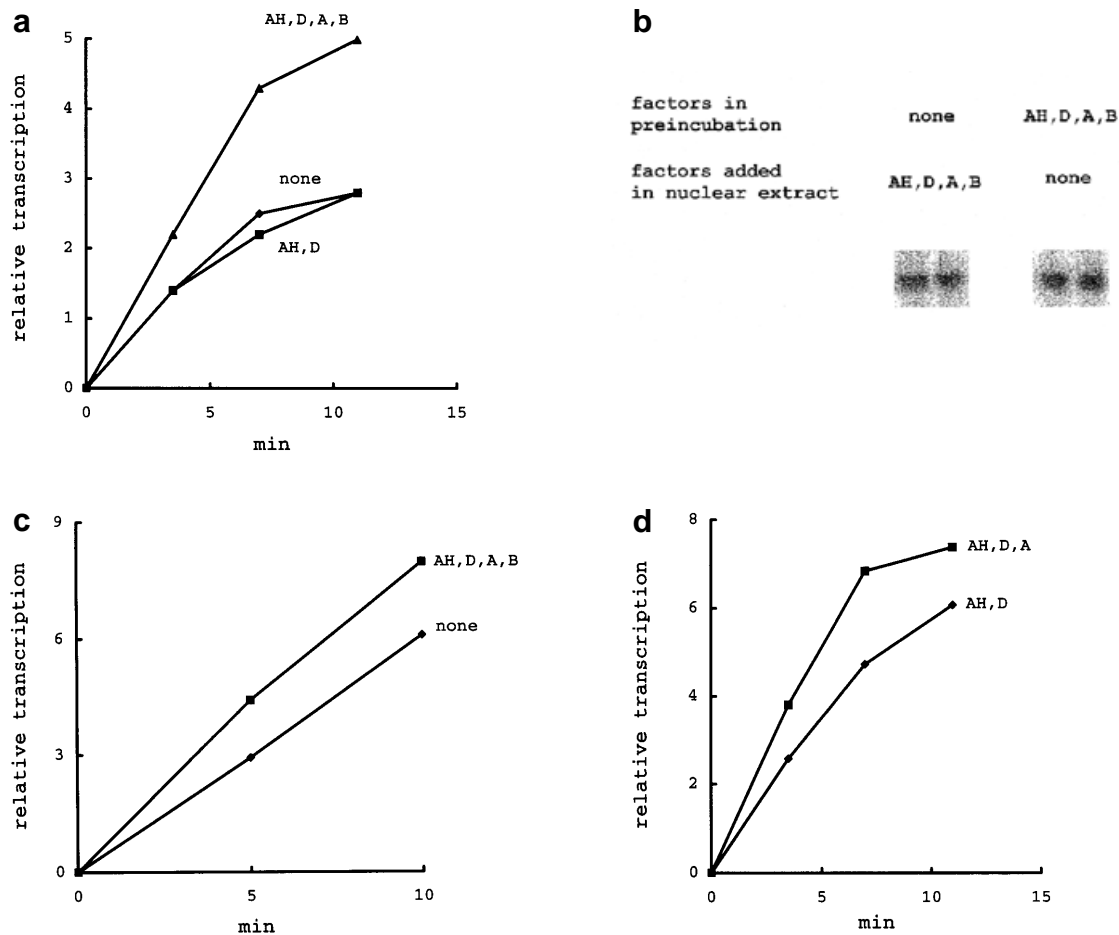 a
AH,D,A,B
none
AH,D
relative transcription
5
4
3
2
1
0
0 5 10 15
min
b
factors in
preincubation
none
AH,D,A,B
factors added
in nuclear extract
AH,D,A,B
none
c
relative transcription
9
6
3
0
AH,D,A,B
none
0 5 10
min
d
relative transcription
8
6
4
2
0
AH,D,A
AH,D
0 5 10 15
min